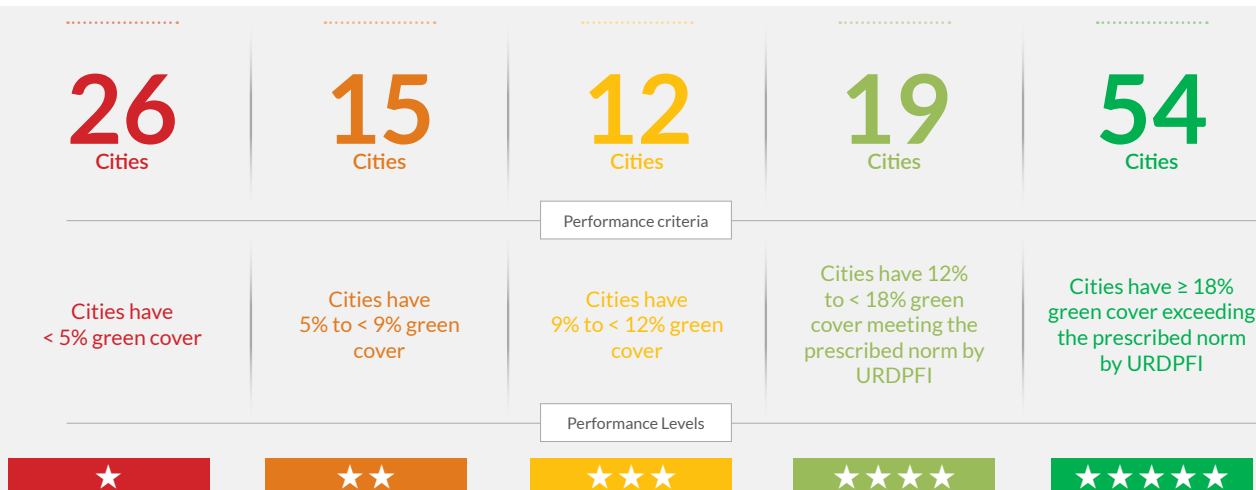 26
Cities
15
Cities
12
Cities
19
Cities
54
Cities
Performance criteria
Cities have
< 5% green cover
Cities have
5% to < 9% green
cover
Cities have
9% to < 12% green
cover
Cities have 12%
to < 18% green
cover meeting the
prescribed norm by
URDPFI
Cities have ≥ 18%
green cover exceeding
the prescribed norm
by URDPFI
Performance Levels